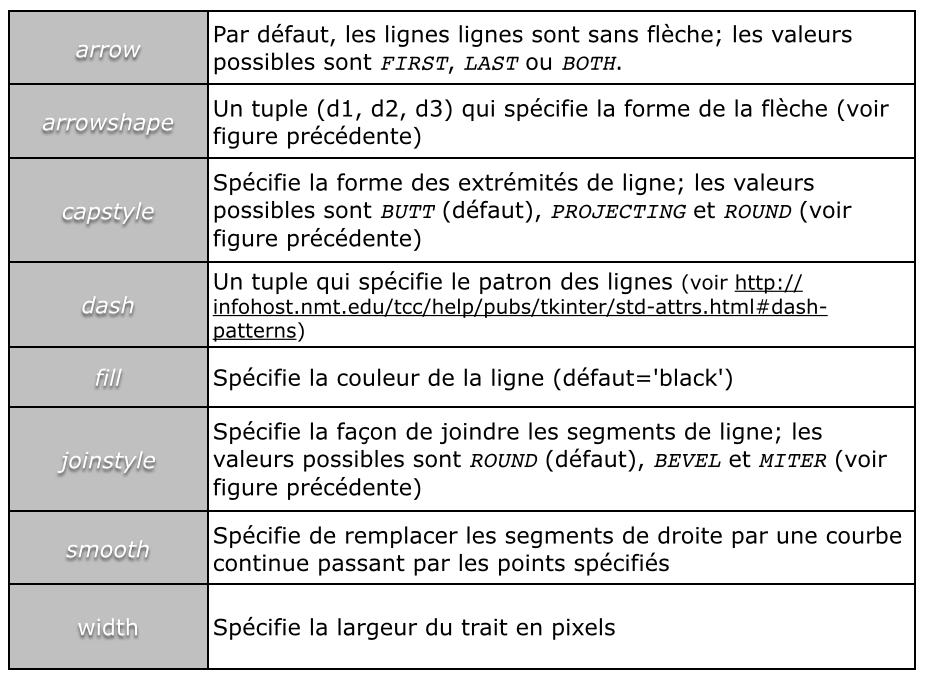 arrow
Par défaut, les lignes lignes sont sans flèche; les valeurs
possibles sont FIRST, LAST ou BOTH.
arrowshape
Un tuple (d1, d2, d3) qui spécifie la forme de la flèche (voir
figure précédente)
capstyle
Spécifie la forme des extrémités de ligne; les valeurs
possibles sont BUTT (défaut), PROJECTING et ROUND (voir
figure précédente)
dash
Un tuple qui spécifie le patron des lignes (voir http://
infohost.nmt.edu/tcc/help/pubs/tkinter/std-attrs.html#dash-
patterns)
fill
Spécifie la couleur de la ligne (défaut='black')
joinstyle
Spécifie la façon de joindre les segments de ligne; les
valeurs possibles sont ROUND (défaut), BEVEL et MITER (voir
figure précédente)
smooth
Spécifie de remplacer les segments de droite par une courbe
continue passant par les points spécifiés
width
Spécifie la largeur du trait en pixels